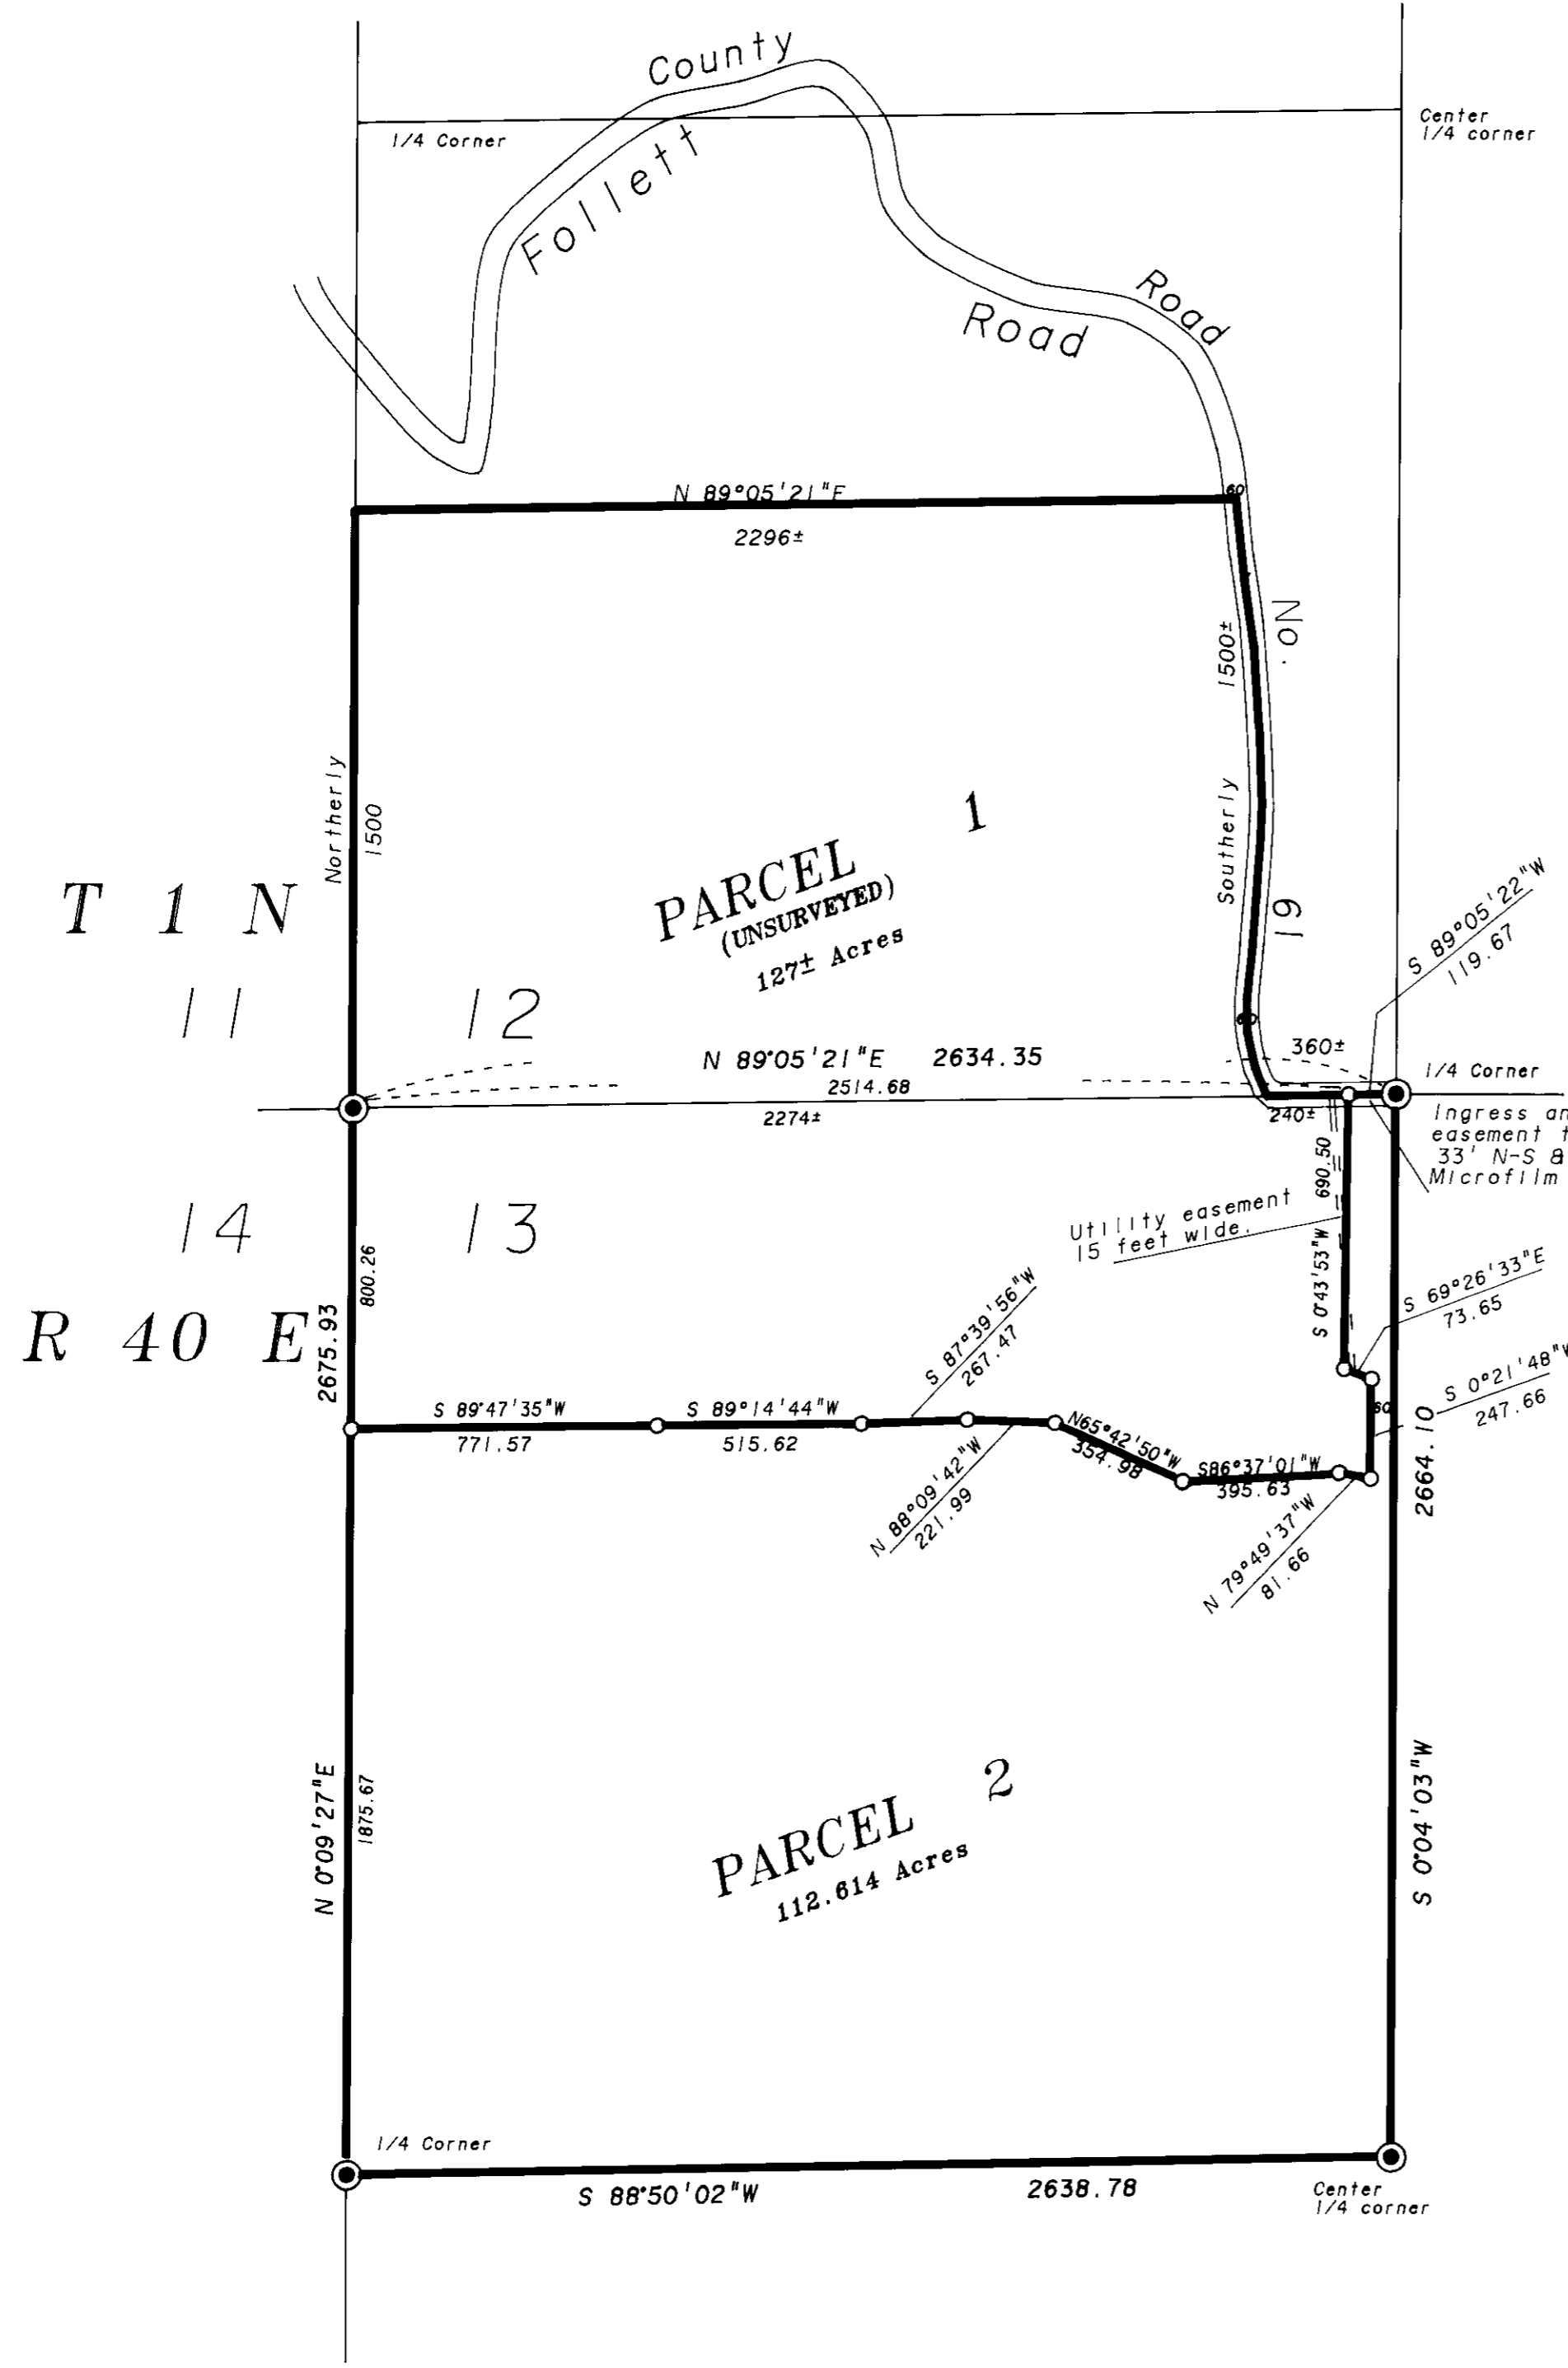 County
Center
1/4 corner
1/4 Corner
Follett
Road
Road
N 89°05'21"E
60
2296±
No.
1500±
Northerly
1500
Southerly
PARCEL 1
(UNSURVEYED)
127± Acres
61
S 89°05'22"W
119.67
T 1 N
11
12
60
N 89°05'21"E 2634.35
360±
2514.68
1/4 Corner
2274±
240±
Ingress an
easement t
33' N-S &
Microfilm
690.50
S 0°43'53"W
Utility easement
15 feet wide.
14
13
800.26
R 40 E
2675.93
S 69°26'33"E
73.65
S 87°39'56"W
267.47
S 0°21'48"W
247.66
60
S 89°47'35"W
771.57
S 89°14'44"W
515.62
N65°42'50"W
354.98
S86°37'01"W
395.63
2664.10
N 88°09'42"W
221.99
N 79°49'37"W
81.66
N 0°09'27"E
1875.67
PARCEL 2
112.614 Acres
S 0°04'03"W
1/4 Corner
S 88°50'02"W
2638.78
Center
1/4 corner